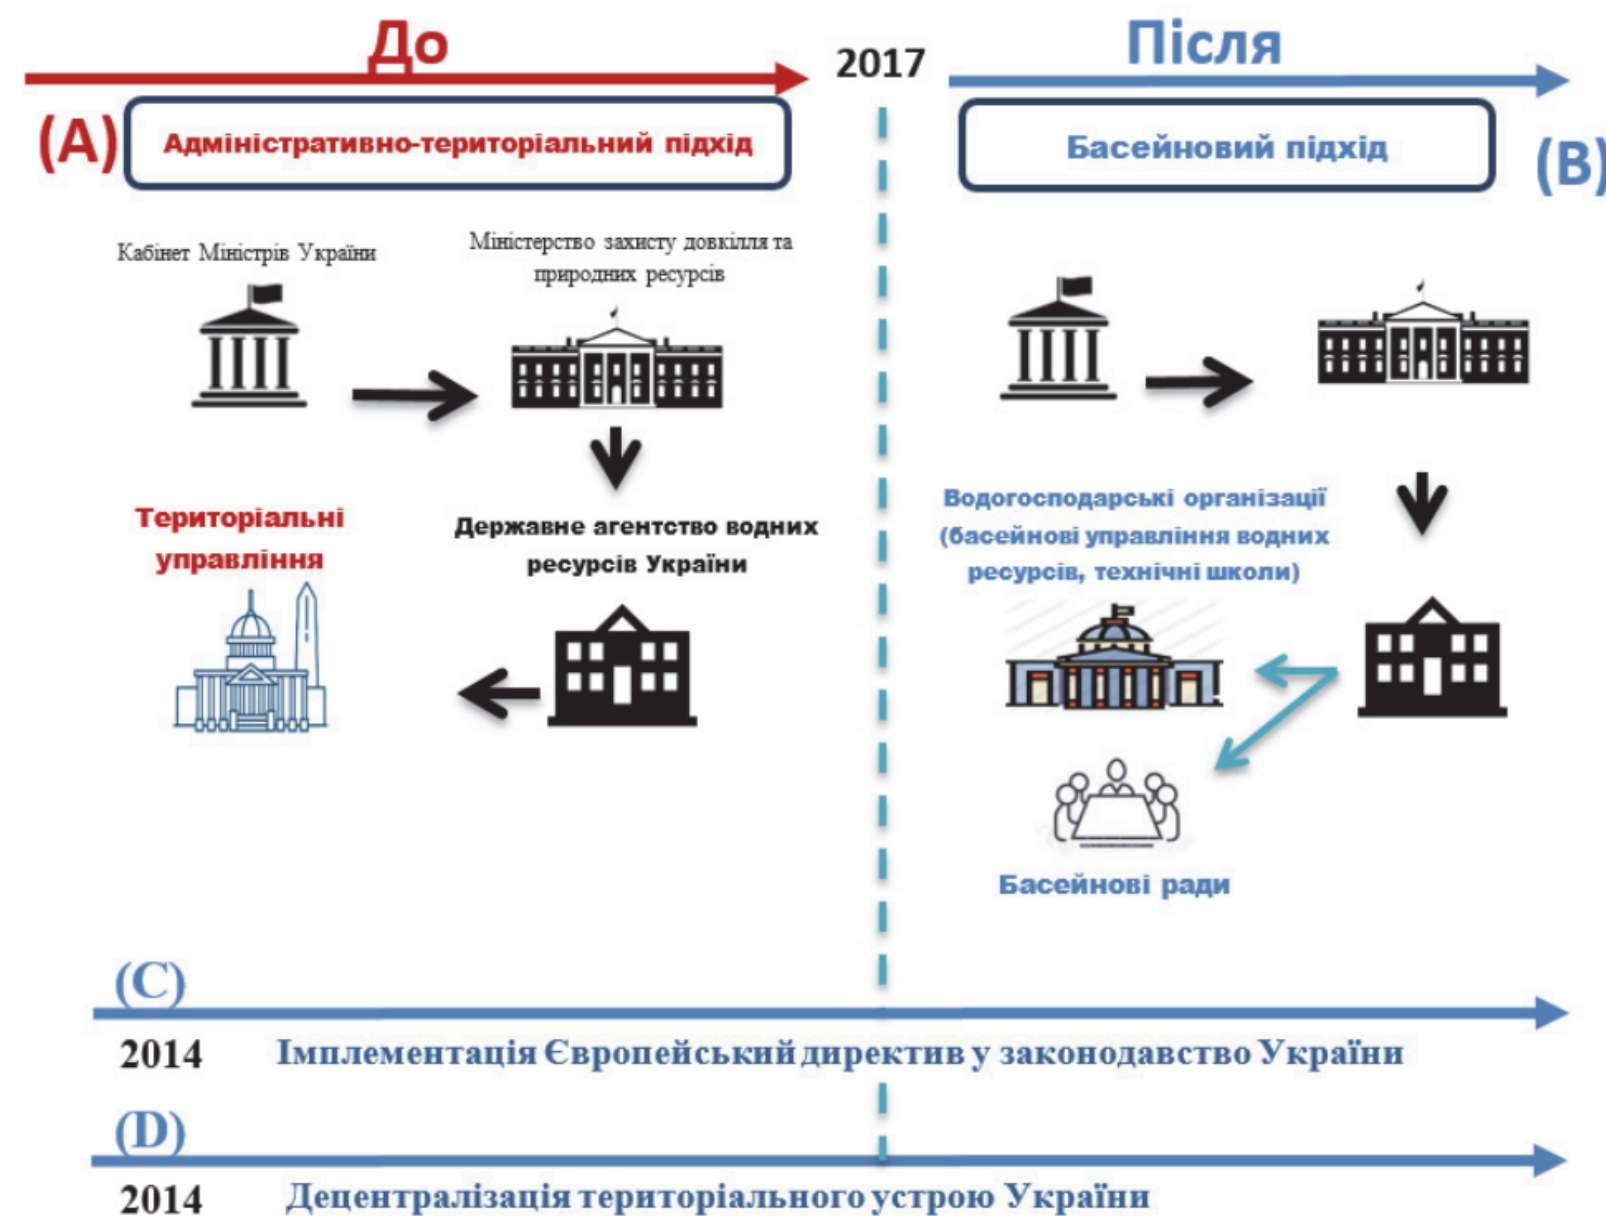 До
2017
Після
(A)
Адміністративно-територіальний підхід
Басейновий підхід
(B)
Кабінет Міністрів України
Міністерство захисту довкілля та
природних ресурсів
Територіальні
управління
Державне агентство водних
ресурсів України
Водогосподарські організації
(басейнові управління водних
ресурсів, технічні школи)
Басейнові ради
(C)
2014 Імплементація Європейський директив у законодавство України
(D)
2014 Децентралізація територіального устрою України